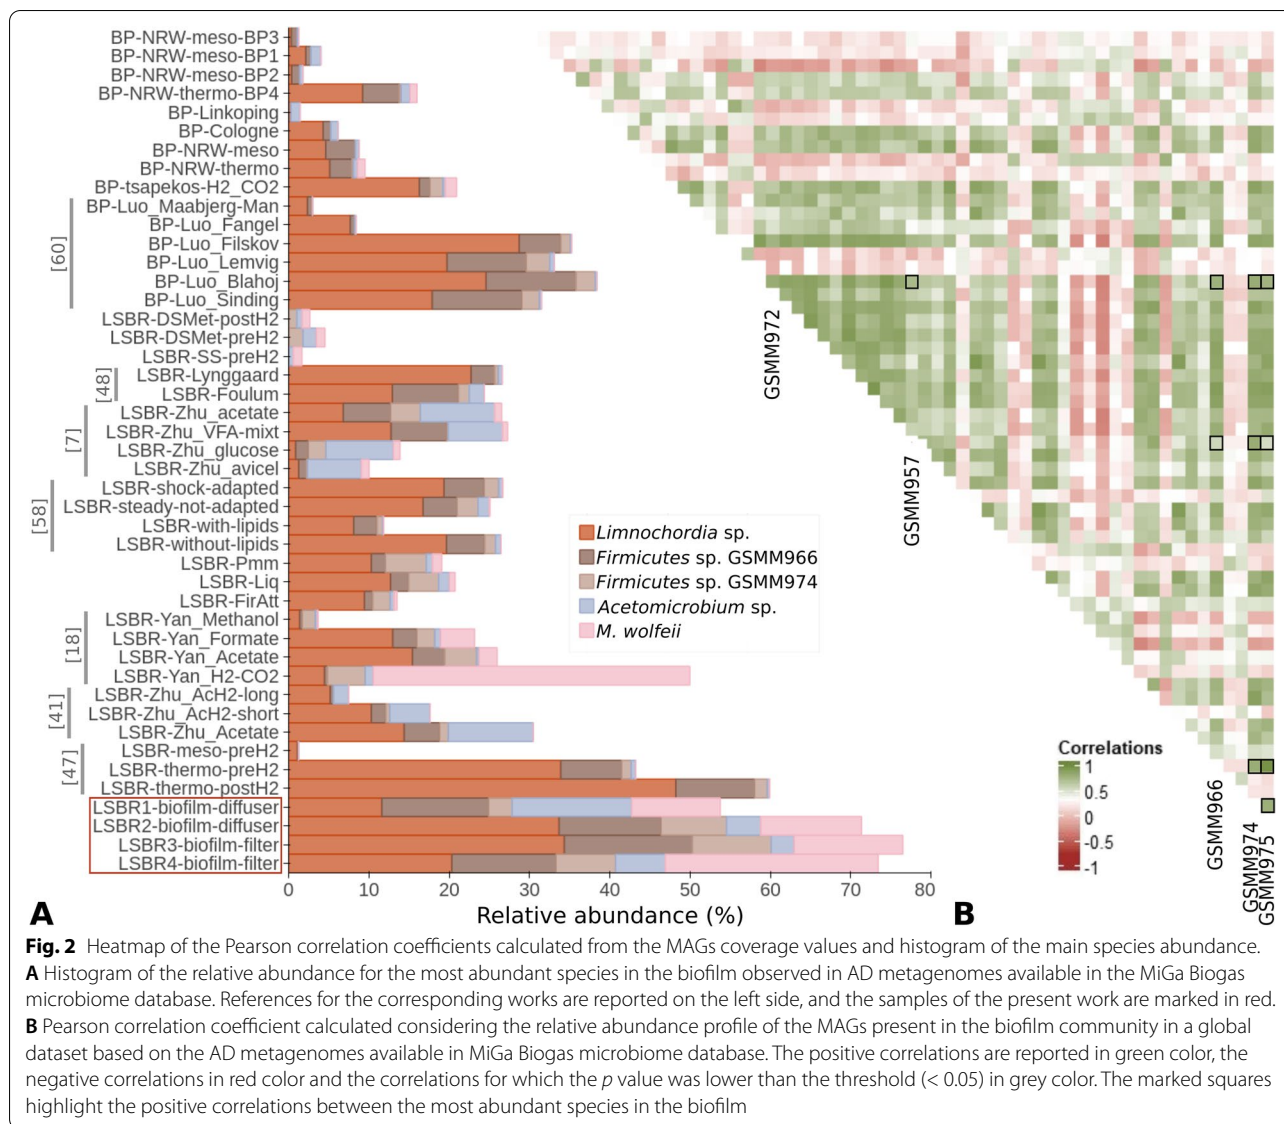 BP-NRW-meso-BP3
BP-NRW-meso-BP1
BP-NRW-meso-BP2
BP-NRW-thermo-BP4
BP-Linkoping
BP-Cologne
BP-NRW-meso
BP-NRW-thermo
BP-tsapekos-H2_CO2
BP-Luo_Maabjerg-Man
BP-Luo_Fangel
BP-Luo_Filskov
BP-Luo_Lemvig
BP-Luo_Blahoj
BP-Luo_Sinding
[60]
LSBR-DSMet-postH2
LSBR-DSMet-preH2
LSBR-SS-preH2
LSBR-Lynggaard
LSBR-Foulum
[48]
LSBR-Zhu_acetate
LSBR-Zhu_VFA-mixt
LSBR-Zhu_glucose
LSBR-Zhu_avicel
[7]
LSBR-shock-adapted
LSBR-steady-not-adapted
LSBR-with-lipids
LSBR-without-lipids
[58]
LSBR-Pmm
LSBR-Liq
LSBR-FirAtt
LSBR-Yan_Methanol
LSBR-Yan_Formate
LSBR-Yan_Acetate
LSBR-Yan_H2-CO2
[18]
LSBR-Zhu_AcH2-long
LSBR-Zhu_AcH2-short
LSBR-Zhu_Acetate
[41]
LSBR-meso-preH2
LSBR-thermo-preH2
LSBR-thermo-postH2
[47]
LSBR1-biofilm-diffuser
LSBR2-biofilm-diffuser
LSBR3-biofilm-filter
LSBR4-biofilm-filter
0 10 20 30 40 50 60 70 80
Relative abundance (%)
A
Limnochordia sp.
Firmicutes sp. GSMM966
Firmicutes sp. GSMM974
Acetomicrobium sp.
M. wolfeii
GSMM972
GSMM957
GSMM966
GSMM974
GSMM975
Correlations
1
0.5
0
-0.5
-1
B
Fig. 2 Heatmap of the Pearson correlation coefficients calculated from the MAGs coverage values and histogram of the main species abundance.
A Histogram of the relative abundance for the most abundant species in the biofilm observed in AD metagenomes available in the MiGa Biogas
microbiome database. References for the corresponding works are reported on the left side, and the samples of the present work are marked in red.
B Pearson correlation coefficient calculated considering the relative abundance profile of the MAGs present in the biofilm community in a global
dataset based on the AD metagenomes available in MiGa Biogas microbiome database. The positive correlations are reported in green color, the
negative correlations in red color and the correlations for which the p value was lower than the threshold (< 0.05) in grey color. The marked squares
highlight the positive correlations between the most abundant species in the biofilm